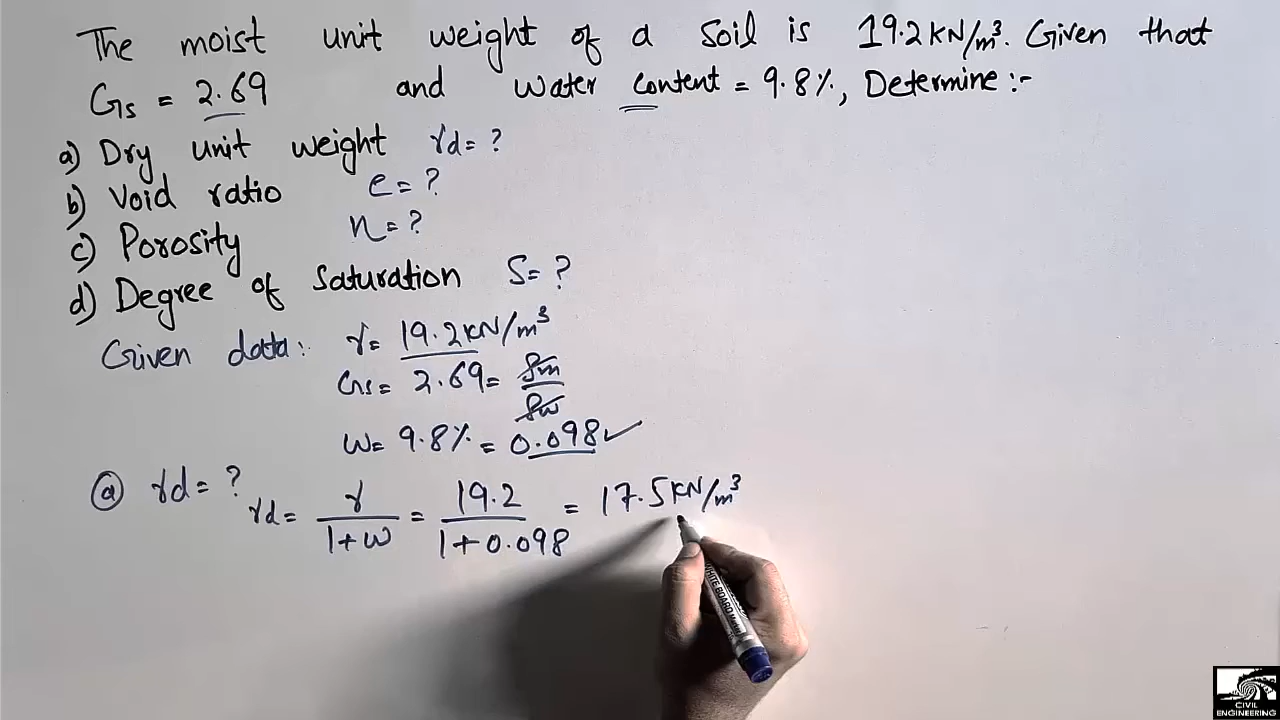 The moist unit weight of a soil is 19.2 kN/m³. Given that
Gs = 2.69 and water content = 9.8%, Determine :-
a) Dry unit weight γd = ?
b) Void ratio e = ?
c) Porosity n = ?
d) Degree of Saturation S = ?
Given data: γ = 19.2 kN/m³
Gs = 2.69 = ρm/ρw
w = 9.8% = 0.098 ✓
ⓐ γd = ?
γd = γ/1+w = 19.2/1+0.098 = 17.5 kN/m³
WHITE BOARD Marker
CIVIL
ENGINEERING